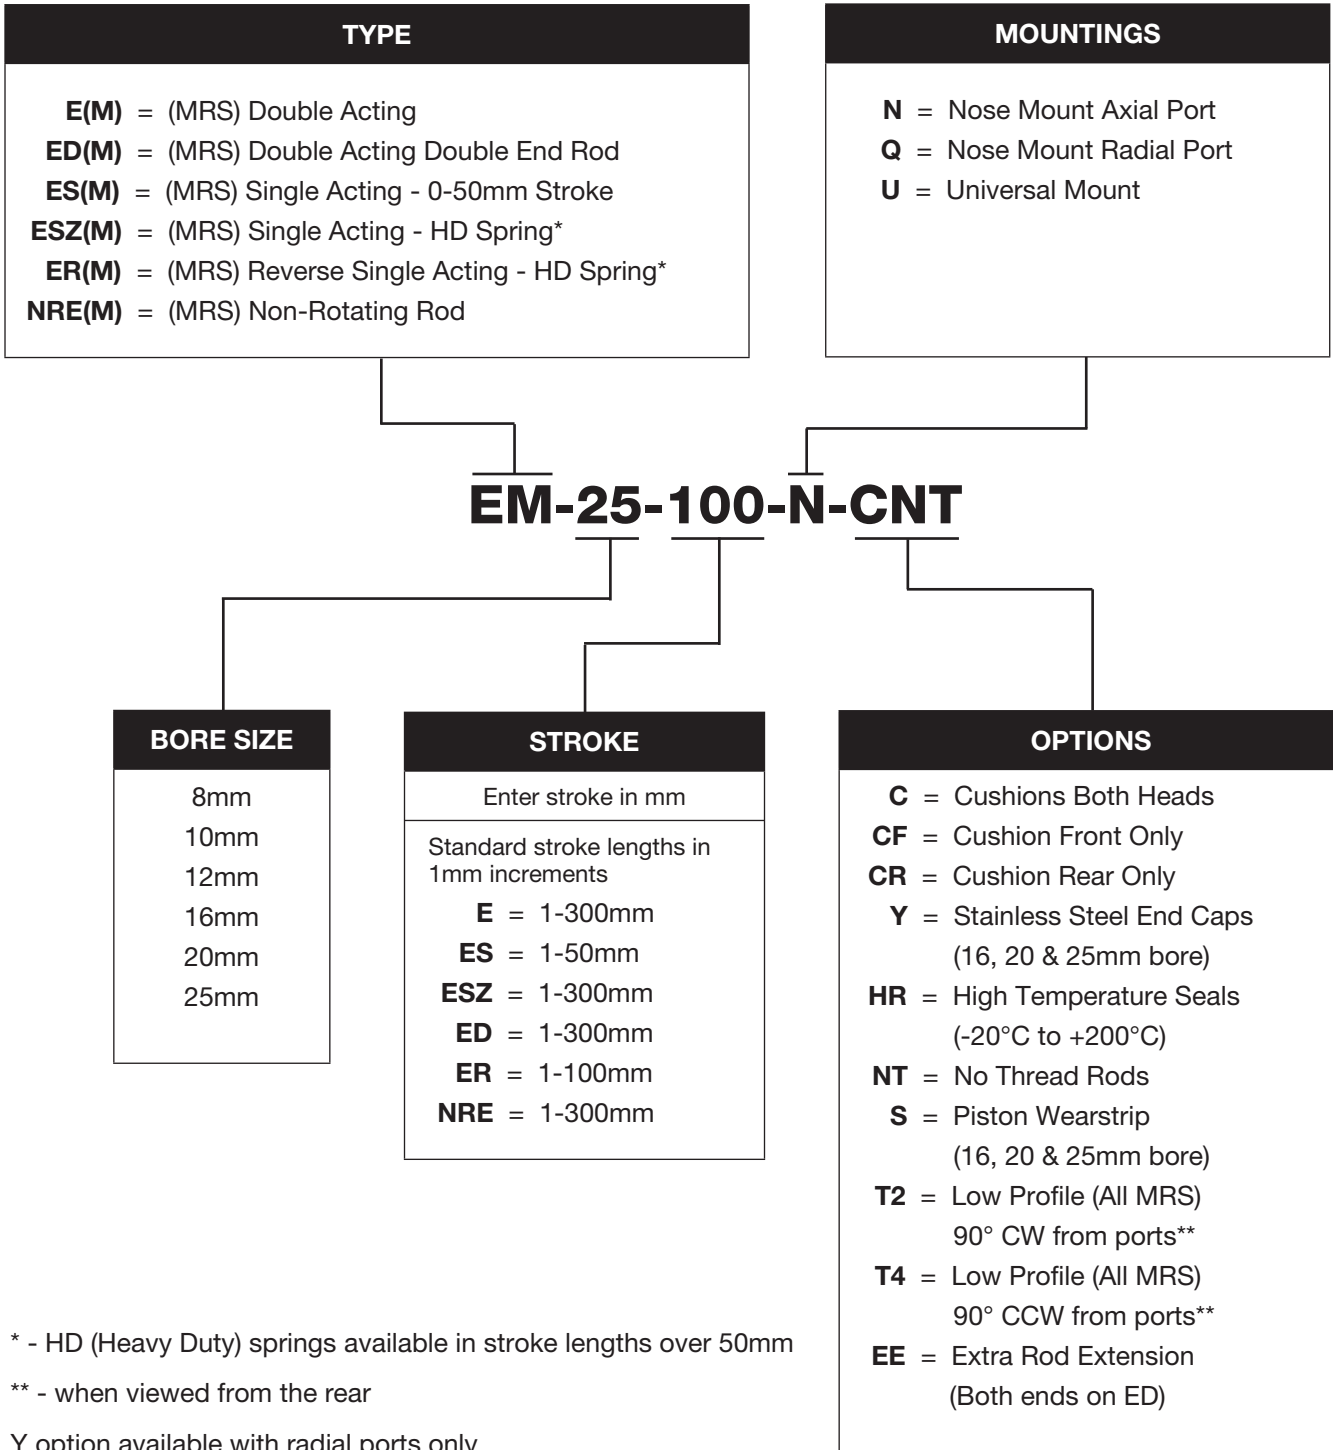 TYPE
E(M) = (MRS) Double Acting
ED(M) = (MRS) Double Acting Double End Rod
ES(M) = (MRS) Single Acting - 0-50mm Stroke
ESZ(M) = (MRS) Single Acting - HD Spring*
ER(M) = (MRS) Reverse Single Acting - HD Spring*
NRE(M) = (MRS) Non-Rotating Rod
MOUNTINGS
N = Nose Mount Axial Port
Q = Nose Mount Radial Port
U = Universal Mount
EM-25-100-N-CNT
BORE SIZE
8mm
10mm
12mm
16mm
20mm
25mm
STROKE
Enter stroke in mm
Standard stroke lengths in
1mm increments
E = 1-300mm
ES = 1-50mm
ESZ = 1-300mm
ED = 1-300mm
ER = 1-100mm
NRE = 1-300mm
OPTIONS
C = Cushions Both Heads
CF = Cushion Front Only
CR = Cushion Rear Only
Y = Stainless Steel End Caps
(16, 20 & 25mm bore)
HR = High Temperature Seals
(-20°C to +200°C)
NT = No Thread Rods
S = Piston Wearstrip
(16, 20 & 25mm bore)
T2 = Low Profile (All MRS)
90° CW from ports**
T4 = Low Profile (All MRS)
90° CCW from ports**
EE = Extra Rod Extension
(Both ends on ED)
* - HD (Heavy Duty) springs available in stroke lengths over 50mm
** - when viewed from the rear
Y option available with radial ports only